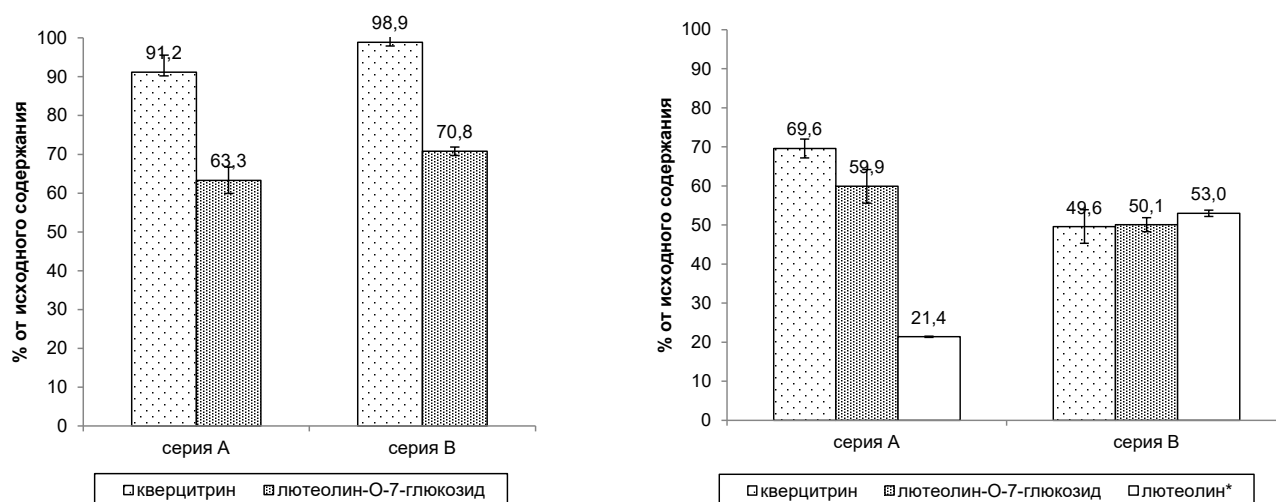 % от исходного содержания
100
90
80
70
60
50
40
30
20
10
0
91,2
63,3
98,9
70,8
серия А
серия В
кверцитрин
лютеолин-О-7-глюкозид
% от исходного содержания
100
90
80
70
60
50
40
30
20
10
0
69,6
59,9
21,4
49,6
50,1
53,0
серия А
серия В
кверцитрин
лютеолин-О-7-глюкозид
лютеолин*